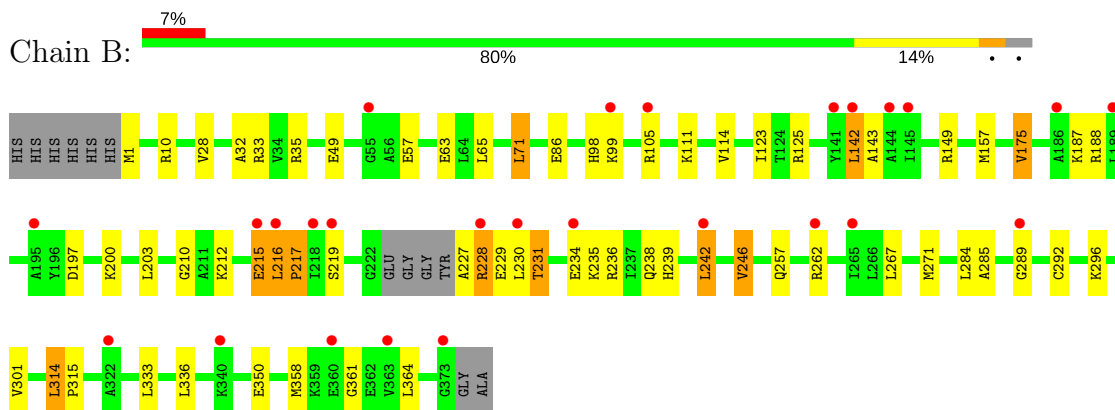 7%
Chain B:
80% 14% • •
HIS HIS HIS HIS HIS HIS M1 R10 V28 A32 R33 V34 R35 E49 G55 A56 E57 E63 L64 L65 L71 E86 H98 K99 R105 K111 V114 I123 T124 R125 Y141 L142 A143 A144 I145 R149 M157 V175 A186 K187 R188 L189
A195 Y196 D197 K200 L203 G210 A211 K212 E215 L216 P217 I218 S219 G222 GLU GLY GLY TYR A227 R228 E229 L230 T231 E234 K235 R236 I237 Q238 H239 L242 V246 Q257 R262 I265 L266 L267 M271 L284 A285 G289 C292 K296
V301 L314 P315 A322 L333 L336 K340 E350 M358 K359 E360 G361 E362 V363 L364 G373 GLY ALA